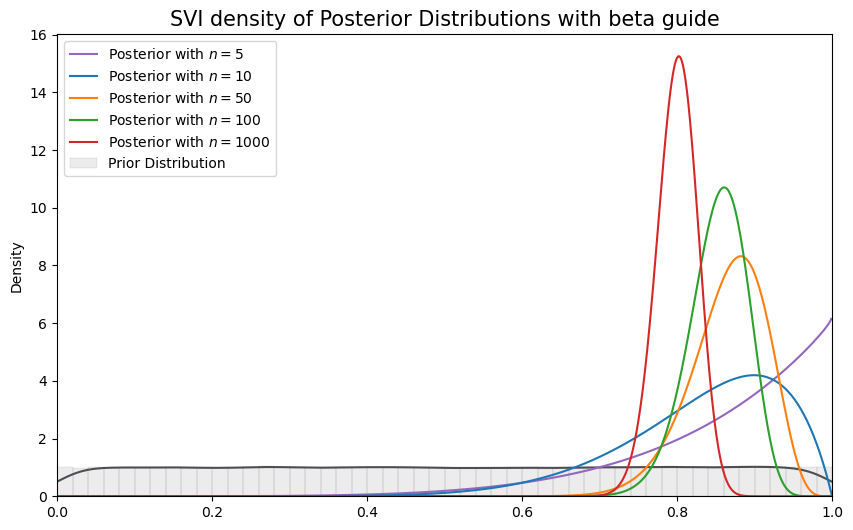 SVI density of Posterior Distributions with beta guide
Posterior with n = 5
Posterior with n = 10
Posterior with n = 50
Posterior with n = 100
Posterior with n = 1000
Prior Distribution
Density
16
14
12
10
8
6
4
2
0
0.0 0.2 0.4 0.6 0.8 1.0